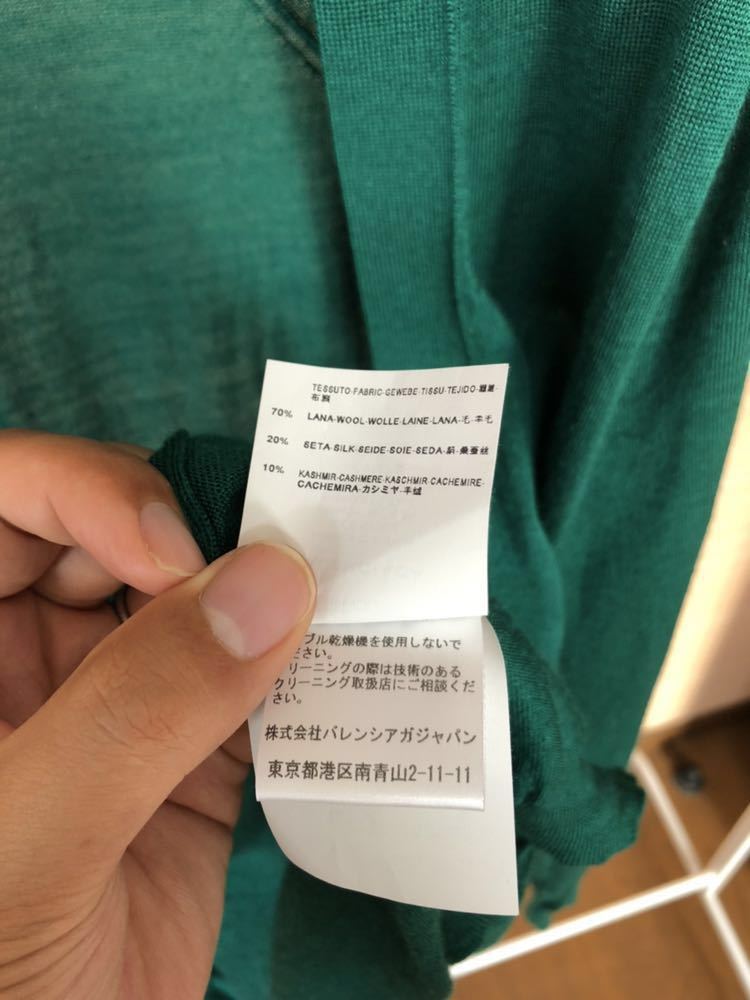 TESSUTO-FABRIC-GEWEBE-TISSU-TEJIDO-組成-
布料
70% LANA-WOOL-WOLLE-LAINE-LANA-毛-羊毛
20% SETA-SILK-SEIDE-SOIE-SEDA-絹-桑蚕丝
10% KASHMIR-CASHMERE-KASCHMIR-CACHEMIRE-
CACHEMIRA-カシミヤ-羊绒
ブル乾燥機を使用しないで
ださい。
クリーニングの際は技術のある
クリーニング取扱店にご相談くだ
さい。
株式会社バレンシアガジャパン
東京都港区南青山2-11-11